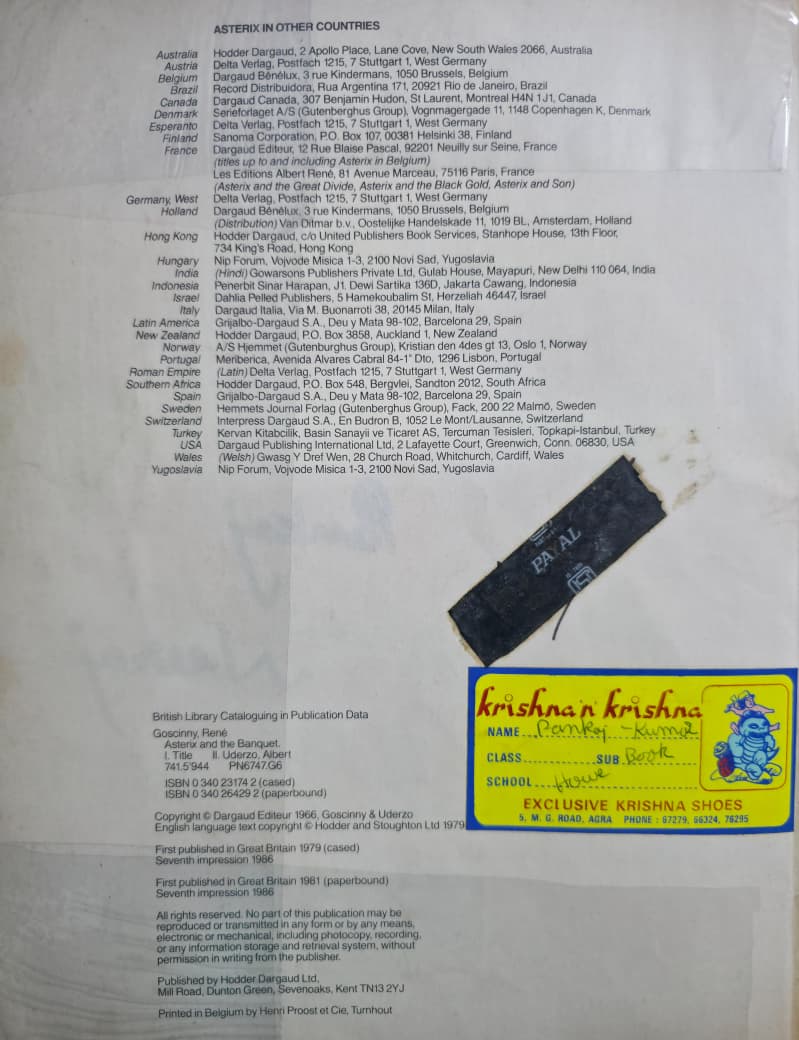 ASTERIX IN OTHER COUNTRIES
Australia Hodder Dargaud, 2 Apollo Place, Lane Cove, New South Wales 2066, Australia
Austria Delta Verlag, Postfach 1215, 7 Stuttgart 1, West Germany
Belgium Dargaud Bénélux, 3 rue Kindermans, 1050 Brussels, Belgium
Brazil Record Distribuidora, Rua Argentina 171, 20921 Rio de Janeiro, Brazil
Canada Dargaud Canada, 307 Benjamin Hudon, St Laurent, Montreal H4N 1J1, Canada
Denmark Serieforlaget A/S (Gutenberghus Group), Vognmagergade 11, 1148 Copenhagen K, Denmark
Esperanto Delta Verlag, Postfach 1215, 7 Stuttgart 1, West Germany
Finland Sanoma Corporation, P.O. Box 107, 00381 Helsinki 38, Finland
France Dargaud Editeur, 12 Rue Blaise Pascal, 92201 Neuilly sur Seine, France
(titles up to and including Asterix in Belgium)
Les Editions Albert René, 81 Avenue Marceau, 75116 Paris, France
(Asterix and the Great Divide, Asterix and the Black Gold, Asterix and Son)
Germany, West Delta Verlag, Postfach 1215, 7 Stuttgart 1, West Germany
Holland Dargaud Bénélux, 3 rue Kindermans, 1050 Brussels, Belgium
(Distribution) Van Ditmar b.v., Oostelijke Handelskade 11, 1019 BL, Amsterdam, Holland
Hong Kong Hodder Dargaud, c/o United Publishers Book Services, Stanhope House, 13th Floor,
734 King's Road, Hong Kong
Hungary Nip Forum, Vojvode Misica 1-3, 2100 Novi Sad, Yugoslavia
India (Hindi) Gowarsons Publishers Private Ltd, Gulab House, Mayapuri, New Delhi 110 064, India
Indonesia Penerbit Sinar Harapan, J1. Dewi Sartika 136D, Jakarta Cawang, Indonesia
Israel Dahlia Pelled Publishers, 5 Hamekoubalim St, Herzeliah 46447, Israel
Italy Dargaud Italia, Via M. Buonarroti 38, 20145 Milan, Italy
Latin America Grijalbo-Dargaud S.A., Deu y Mata 98-102, Barcelona 29, Spain
New Zealand Hodder Dargaud, P.O. Box 3858, Auckland 1, New Zealand
Norway A/S Hjemmet (Gutenburghus Group), Kristian den 4des gt 13, Oslo 1, Norway
Portugal Meriberica, Avenida Alvares Cabral 84-1° Dto, 1296 Lisbon, Portugal
Roman Empire (Latin) Delta Verlag, Postfach 1215, 7 Stuttgart 1, West Germany
Southern Africa Hodder Dargaud, P.O. Box 548, Bergvlei, Sandton 2012, South Africa
Spain Grijalbo-Dargaud S.A., Deu y Mata 98-102, Barcelona 29, Spain
Sweden Hemmets Journal Forlag (Gutenberghus Group), Fack, 200 22 Malmö, Sweden
Switzerland Interpress Dargaud S.A., En Budron B, 1052 Le Mont/Lausanne, Switzerland
Turkey Kervan Kitabcilik, Basin Sanayii ve Ticaret AS, Tercuman Tesisleri, Topkapi-Istanbul, Turkey
USA Dargaud Publishing International Ltd, 2 Lafayette Court, Greenwich, Conn. 06830, USA
Wales (Welsh) Gwasg Y Dref Wen, 28 Church Road, Whitchurch, Cardiff, Wales
Yugoslavia Nip Forum, Vojvode Misica 1-3, 2100 Novi Sad, Yugoslavia
PAYAL
ISI
krishna'n krishna
NAME Pankaj - Kumar
CLASS SUB Book
SCHOOL
EXCLUSIVE KRISHNA SHOES
5, M. G. ROAD, AGRA PHONE : 67279, 66324, 76295
British Library Cataloguing in Publication Data
Goscinny, René
Asterix and the Banquet.
I. Title II. Uderzo, Albert
741.5'944 PN6747.G6
ISBN 0 340 23174 2 (cased)
ISBN 0 340 26429 2 (paperbound)
Copyright © Dargaud Editeur 1966, Goscinny & Uderzo
English language text copyright © Hodder and Stoughton Ltd 1979
First published in Great Britain 1979 (cased)
Seventh impression 1986
First published in Great Britain 1981 (paperbound)
Seventh impression 1986
All rights reserved. No part of this publication may be
reproduced or transmitted in any form or by any means,
electronic or mechanical, including photocopy, recording,
or any information storage and retrieval system, without
permission in writing from the publisher.
Published by Hodder Dargaud Ltd,
Mill Road, Dunton Green, Sevenoaks, Kent TN13 2YJ
Printed in Belgium by Henri Proost et Cie, Turnhout